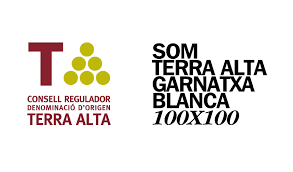 T
CONSELL REGULADOR
DENOMINACIÓ D'ORIGEN
TERRA ALTA
SOM
TERRA ALTA
GARNATXA
BLANCA
100X100